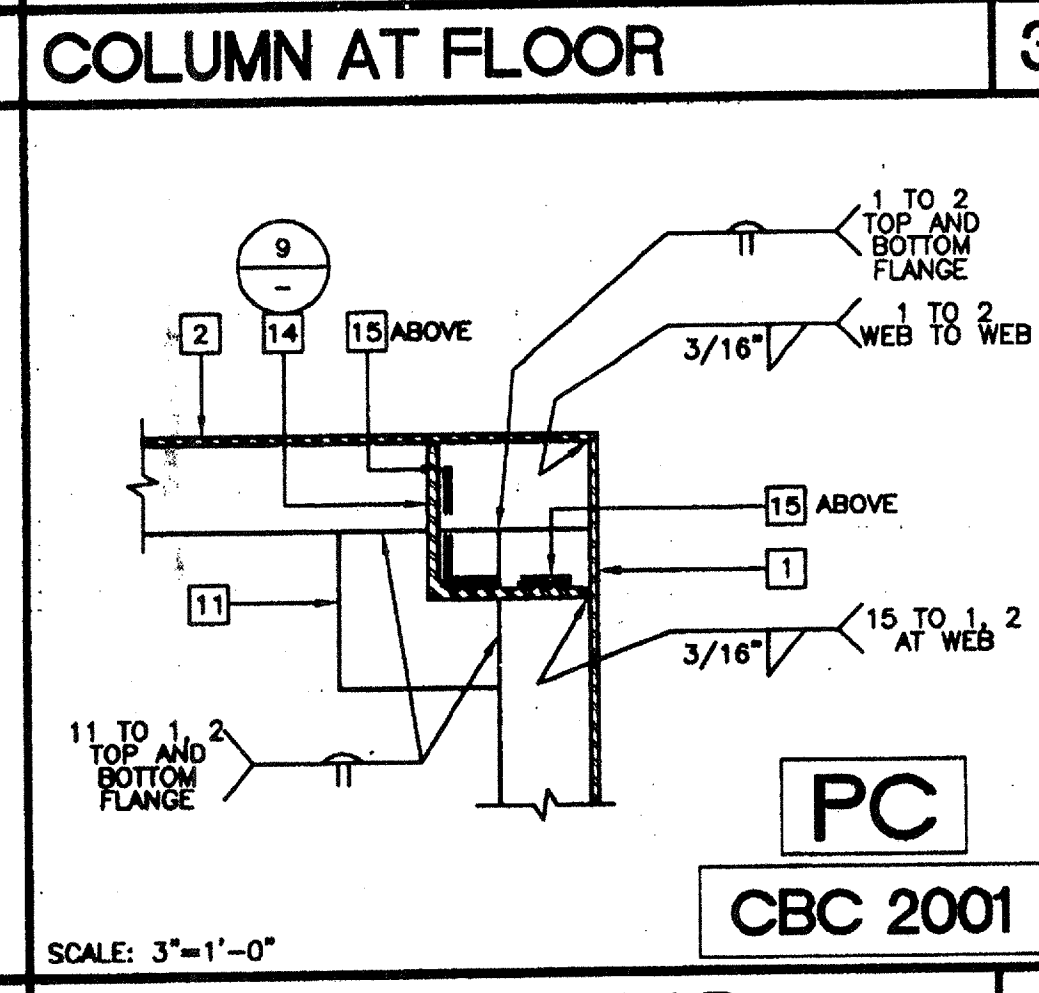 COLUMN AT FLOOR
3
1 TO 2
TOP AND
BOTTOM
FLANGE
9
-
2
14
15 ABOVE
3/16"
1 TO 2
WEB TO WEB
15 ABOVE
1
11
3/16"
15 TO 1, 2
AT WEB
11 TO 1, 2
TOP AND
BOTTOM
FLANGE
PC
CBC 2001
SCALE: 3"=1'-0"